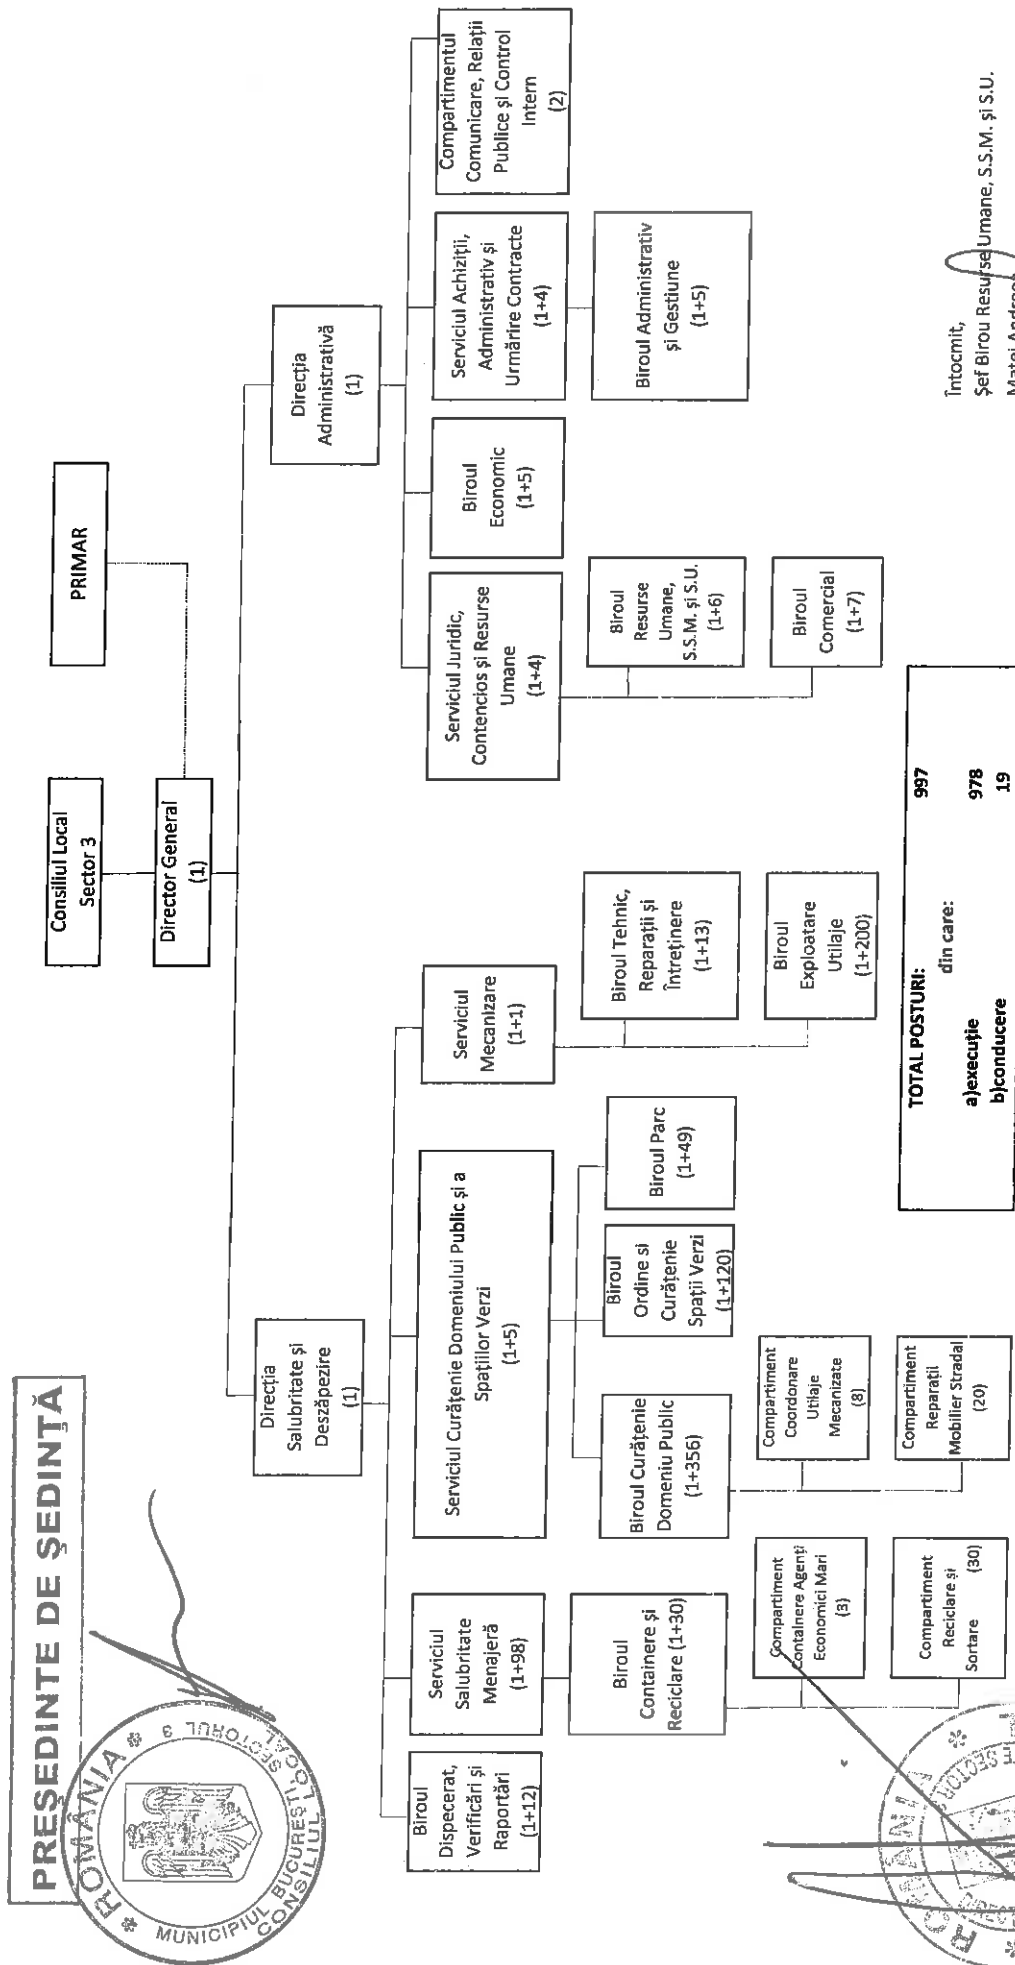 PREȘEDINTE DE ȘEDINȚĂ
ROMÂNIA
MUNICIPIUL BUCUREȘTI, SECTORUL 3
CONSILIUL LOCAL
Consiliul Local
Sector 3
PRIMAR
Director General
(1)
Direcția
Salubritate și
Deszăpezire
(1)
Direcția
Administrativă
(1)
Biroul
Dispecerat,
Verificări și
Raportări
(1+12)
Serviciul
Salubritate
Menajeră
(1+98)
Serviciul Curățenie Domeniului Public și a
Spațiilor Verzi
(1+5)
Serviciul
Mecanizare
(1+1)
Serviciul Juridic,
Contencios și Resurse
Umane
(1+4)
Biroul
Economic
(1+5)
Serviciul Achiziții,
Administrativ și
Urmărire Contracte
(1+4)
Compartimentul
Comunicare, Relații
Publice și Control
Intern
(2)
Biroul
Containere și
Reciclare (1+30)
Biroul Curățenie
Domeniu Public
(1+356)
Biroul
Ordine si
Curățenie
Spații Verzi
(1+120)
Biroul Parc
(1+49)
Biroul Tehnic,
Reparații și
Întreținere
(1+13)
Biroul
Resurse
Umane,
S.S.M. și S.U.
(1+6)
Biroul Administrativ
și Gestiune
(1+5)
Compartiment
Containere Agenți
Economici Mari
(3)
Compartiment
Coordonare
Utilaje
Mecanizate
(8)
Biroul
Exploatare
Utilaje
(1+200)
Biroul
Comercial
(1+7)
Compartiment
Reciclare și
Sortare (30)
Compartiment
Reparații
Mobilier Stradal
(20)
TOTAL POSTURI: 997
din care:
a)execuție 978
b)conducere 19
Întocmit,
Șef Birou Resurse Umane, S.S.M. și S.U.
Matei Andreea